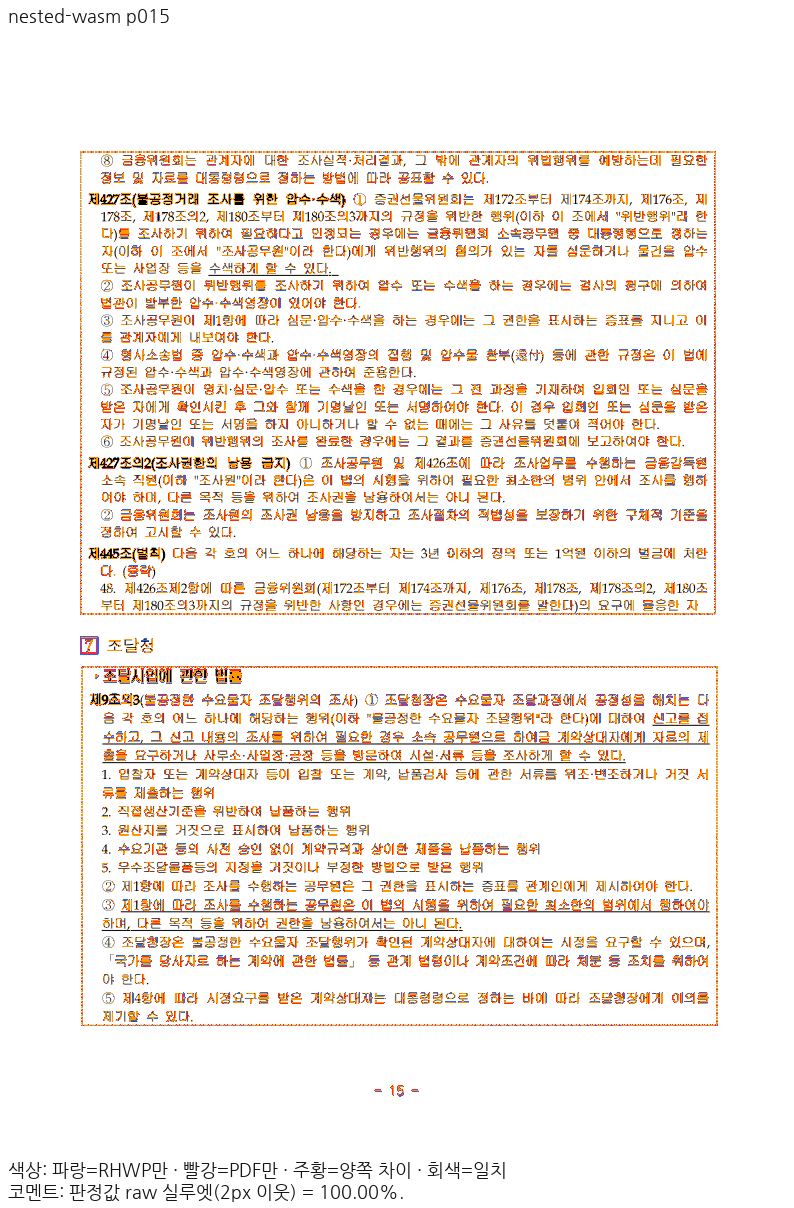 nested-wasm p015
⑧ 금융위원회는 관계자에 대한 조사실적·처리결과, 그 밖에 관계자의 위법행위를 예방하는데 필요한
정보 및 자료를 대통령령으로 정하는 방법에 따라 공표할 수 있다.
제427조(불공정거래 조사를 위한 압수·수색) ① 증권선물위원회는 제172조부터 제174조까지, 제176조, 제
178조, 제178조의2, 제180조부터 제180조의3까지의 규정을 위반한 행위(이하 이 조에서 "위반행위"라 한
다)를 조사하기 위하여 필요하다고 인정되는 경우에는 금융위원회 소속공무원 중 대통령령으로 정하는
자(이하 이 조에서 "조사공무원"이라 한다)에게 위반행위의 혐의가 있는 자를 심문하거나 물건을 압수
또는 사업장 등을 수색하게 할 수 있다.
② 조사공무원이 위반행위를 조사하기 위하여 압수 또는 수색을 하는 경우에는 검사의 청구에 의하여
법관이 발부한 압수·수색영장이 있어야 한다.
③ 조사공무원이 제1항에 따라 심문·압수·수색을 하는 경우에는 그 권한을 표시하는 증표를 지니고 이
를 관계자에게 내보여야 한다.
④ 형사소송법 중 압수·수색과 압수·수색영장의 집행 및 압수물 환부(還付) 등에 관한 규정은 이 법에
규정된 압수·수색과 압수·수색영장에 관하여 준용한다.
⑤ 조사공무원이 영치·심문·압수 또는 수색을 한 경우에는 그 전 과정을 기재하여 입회인 또는 심문을
받은 자에게 확인시킨 후 그와 함께 기명날인 또는 서명하여야 한다. 이 경우 입회인 또는 심문을 받은
자가 기명날인 또는 서명을 하지 아니하거나 할 수 없는 때에는 그 사유를 덧붙여 적어야 한다.
⑥ 조사공무원이 위반행위의 조사를 완료한 경우에는 그 결과를 증권선물위원회에 보고하여야 한다.
제427조의2(조사권한의 남용 금지) ① 조사공무원 및 제426조에 따라 조사업무를 수행하는 금융감독원
소속 직원(이하 "조사원"이라 한다)은 이 법의 시행을 위하여 필요한 최소한의 범위 안에서 조사를 행하
여야 하며, 다른 목적 등을 위하여 조사권을 남용하여서는 아니 된다.
② 금융위원회는 조사원의 조사권 남용을 방지하고 조사절차의 적법성을 보장하기 위한 구체적 기준을
정하여 고시할 수 있다.
제445조(벌칙) 다음 각 호의 어느 하나에 해당하는 자는 3년 이하의 징역 또는 1억원 이하의 벌금에 처한
다. (중략)
48. 제426조제2항에 따른 금융위원회(제172조부터 제174조까지, 제176조, 제178조, 제178조의2, 제180조
부터 제180조의3까지의 규정을 위반한 사항인 경우에는 증권선물위원회를 말한다)의 요구에 불응한 자
7 조달청
▸조달사업에 관한 법률
제9조의3(불공정한 수요물자 조달행위의 조사) ① 조달청장은 수요물자 조달과정에서 공정성을 해치는 다
음 각 호의 어느 하나에 해당하는 행위(이하 "불공정한 수요물자 조달행위"라 한다)에 대하여 신고를 접
수하고, 그 신고 내용의 조사를 위하여 필요한 경우 소속 공무원으로 하여금 계약상대자에게 자료의 제
출을 요구하거나 사무소·사업장·공장 등을 방문하여 시설·서류 등을 조사하게 할 수 있다.
1. 입찰자 또는 계약상대자 등이 입찰 또는 계약, 납품검사 등에 관한 서류를 위조·변조하거나 거짓 서
류를 제출하는 행위
2. 직접생산기준을 위반하여 납품하는 행위
3. 원산지를 거짓으로 표시하여 납품하는 행위
4. 수요기관 등의 사전 승인 없이 계약규격과 상이한 제품을 납품하는 행위
5. 우수조달물품등의 지정을 거짓이나 부정한 방법으로 받은 행위
② 제1항에 따라 조사를 수행하는 공무원은 그 권한을 표시하는 증표를 관계인에게 제시하여야 한다.
③ 제1항에 따라 조사를 수행하는 공무원은 이 법의 시행을 위하여 필요한 최소한의 범위에서 행하여야
하며, 다른 목적 등을 위하여 권한을 남용하여서는 아니 된다.
④ 조달청장은 불공정한 수요물자 조달행위가 확인된 계약상대자에 대하여는 시정을 요구할 수 있으며,
「국가를 당사자로 하는 계약에 관한 법률」 등 관계 법령이나 계약조건에 따라 처분 등 조치를 취하여
야 한다.
⑤ 제4항에 따라 시정요구를 받은 계약상대자는 대통령령으로 정하는 바에 따라 조달청장에게 이의를
제기할 수 있다.
- 15 -
색상: 파랑=RHWP만 · 빨강=PDF만 · 주황=양쪽 차이 · 회색=일치
코멘트: 판정값 raw 실루엣(2px 이웃) = 100.00%.